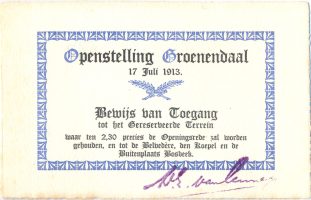 Openstelling Groenendaal
17 Juli 1913.
Bewijs van Toegang
tot het Gereserveerde Terrein
waar ten 2,30 precies de Openingsrede zal worden
gehouden, en tot de Belvedère, den Koepel en de
Buitenplaats Bosbeek.